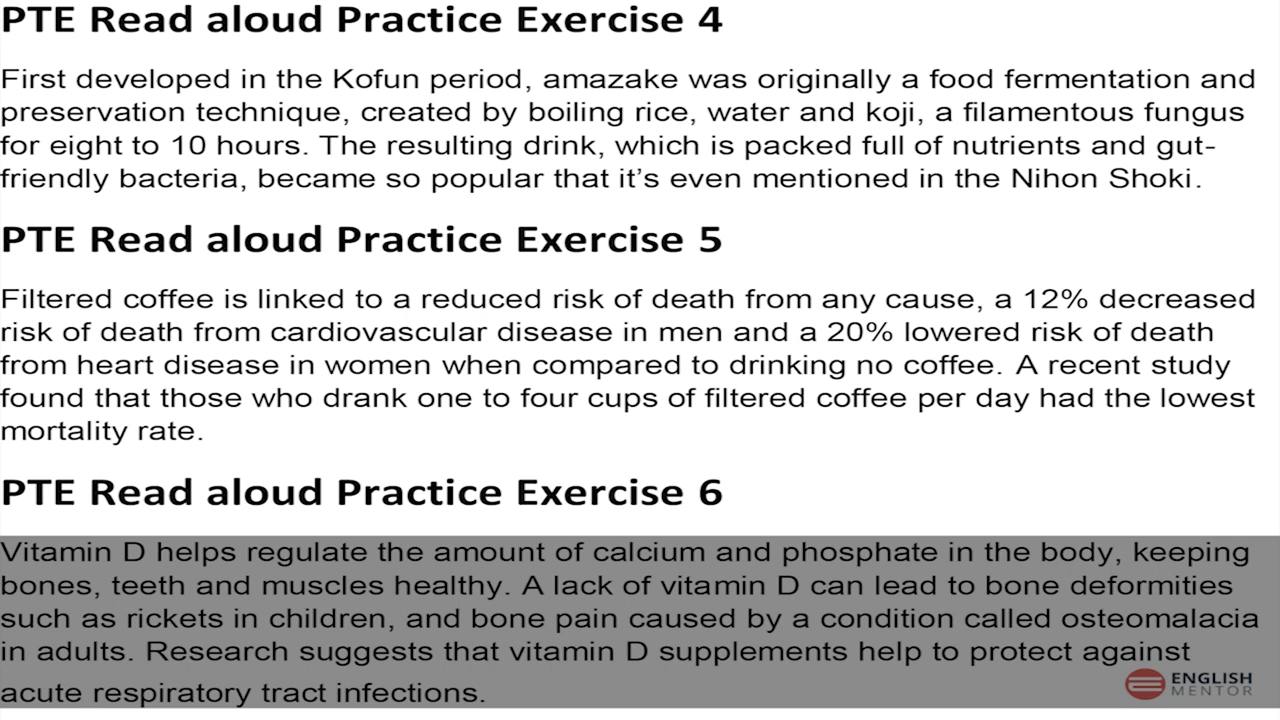 PTE Read aloud Practice Exercise 4
First developed in the Kofun period, amazake was originally a food fermentation and
preservation technique, created by boiling rice, water and koji, a filamentous fungus
for eight to 10 hours. The resulting drink, which is packed full of nutrients and gut-
friendly bacteria, became so popular that it’s even mentioned in the Nihon Shoki.
PTE Read aloud Practice Exercise 5
Filtered coffee is linked to a reduced risk of death from any cause, a 12% decreased
risk of death from cardiovascular disease in men and a 20% lowered risk of death
from heart disease in women when compared to drinking no coffee. A recent study
found that those who drank one to four cups of filtered coffee per day had the lowest
mortality rate.
PTE Read aloud Practice Exercise 6
Vitamin D helps regulate the amount of calcium and phosphate in the body, keeping
bones, teeth and muscles healthy. A lack of vitamin D can lead to bone deformities
such as rickets in children, and bone pain caused by a condition called osteomalacia
in adults. Research suggests that vitamin D supplements help to protect against
acute respiratory tract infections.
ENGLISH
MENTOR